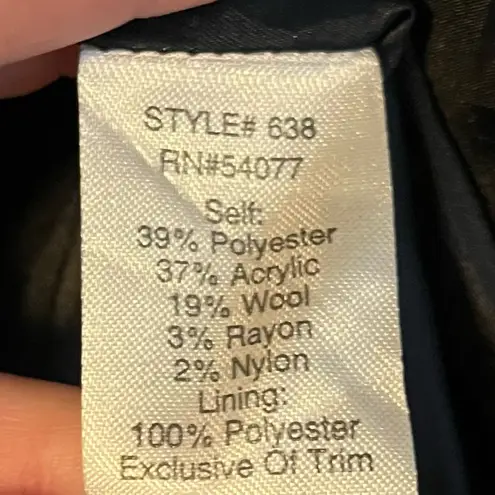 STYLE# 638
RN#54077
Self:
39% Polyester
37% Acrylic
19% Wool
3% Rayon
2% Nylon
Lining:
100% Polyester
Exclusive Of Trim